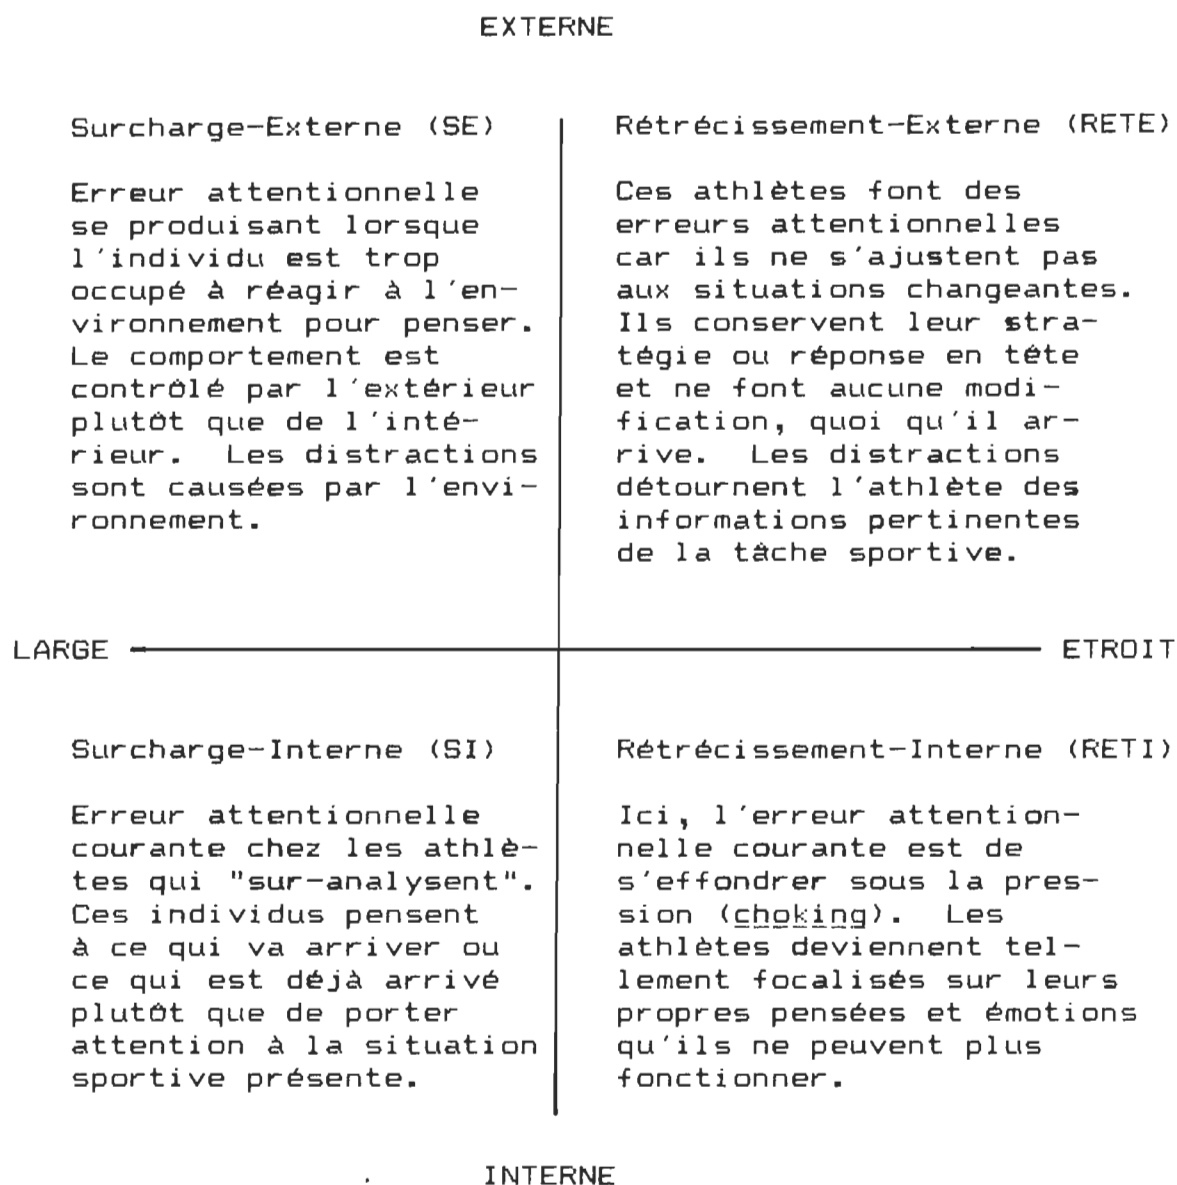 EXTERNE
Surcharge-Externe (SE)
Erreur attentionnelle
se produisant lorsque
l'individu est trop
occupé à réagir à l'en-
vironnement pour penser.
Le comportement est
contrôlé par l'extérieur
plutôt que de l'inté-
rieur. Les distractions
sont causées par l'envi-
ronnement.
Rétrécissement-Externe (RETE)
Ces athlètes font des
erreurs attentionnelles
car ils ne s'ajustent pas
aux situations changeantes.
Ils conservent leur stra-
tégie ou réponse en tête
et ne font aucune modi-
fication, quoi qu'il ar-
rive. Les distractions
détournent l'athlète des
informations pertinentes
de la tâche sportive.
LARGE
ETROIT
Surcharge-Interne (SI)
Erreur attentionnelle
courante chez les athlè-
tes qui "sur-analysent".
Ces individus pensent
à ce qui va arriver ou
ce qui est déjà arrivé
plutôt que de porter
attention à la situation
sportive présente.
Rétrécissement-Interne (RETI)
Ici, l'erreur attention-
nelle courante est de
s'effondrer sous la pres-
sion (choking). Les
athlètes deviennent tel-
lement focalisés sur leurs
propres pensées et émotions
qu'ils ne peuvent plus
fonctionner.
INTERNE